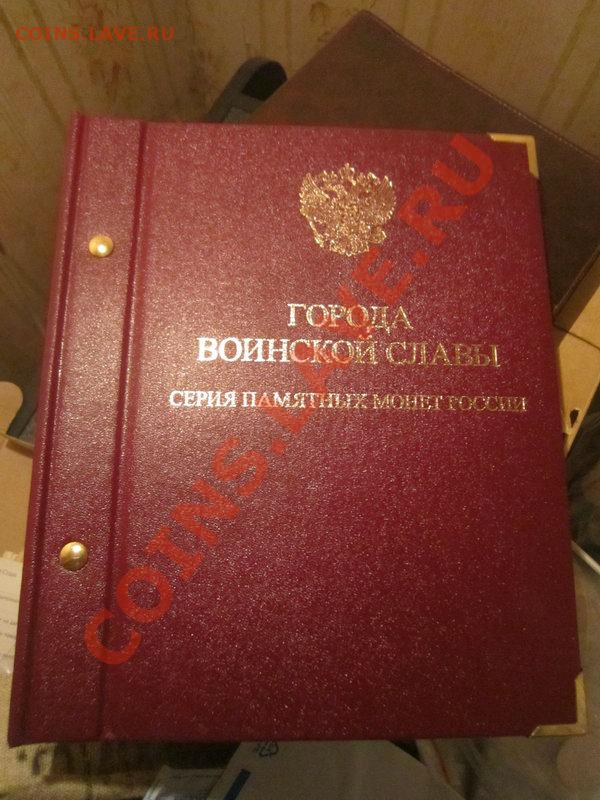 COINS.LAVE.RU
ГОРОДА
ВОИНСКОЙ СЛАВЫ
СЕРИЯ ПАМЯТНЫХ МОНЕТ РОССИИ
COINS.LAVE.RU